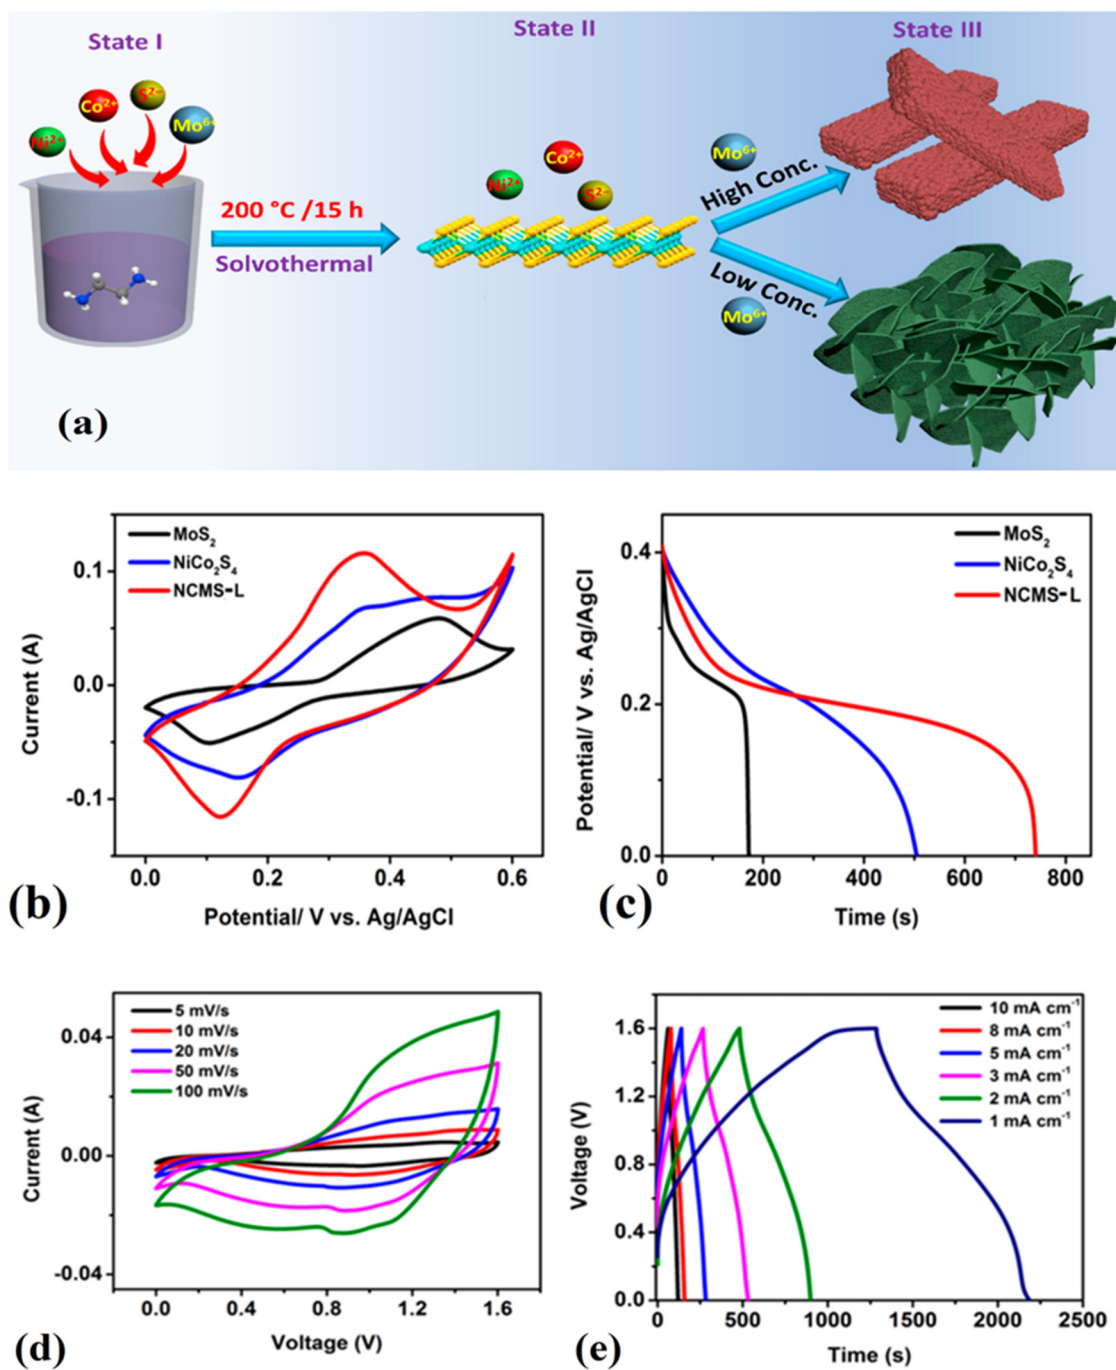 State I
State II
State III
Ni²⁺
Co²⁺
S²⁻
Mo⁶⁺
200 °C /15 h
Solvothermal
Ni²⁺
Co²⁺
S²⁻
Mo⁶⁺
High Conc.
Low Conc.
Mo⁶⁺
(a)
MoS₂
NiCo₂S₄
NCMS-L
0.1
0.0
-0.1
Current (A)
0.0 0.2 0.4 0.6
Potential/ V vs. Ag/AgCl
(b)
MoS₂
NiCo₂S₄
NCMS-L
0.4
0.2
0.0
Potential/ V vs. Ag/AgCl
0 200 400 600 800
Time (s)
(c)
5 mV/s
10 mV/s
20 mV/s
50 mV/s
100 mV/s
0.04
0.00
-0.04
Current (A)
0.0 0.4 0.8 1.2 1.6
Voltage (V)
(d)
10 mA cm⁻¹
8 mA cm⁻¹
5 mA cm⁻¹
3 mA cm⁻¹
2 mA cm⁻¹
1 mA cm⁻¹
1.6
1.2
0.8
0.4
0.0
Voltage (V)
0 500 1000 1500 2000 2500
Time (s)
(e)